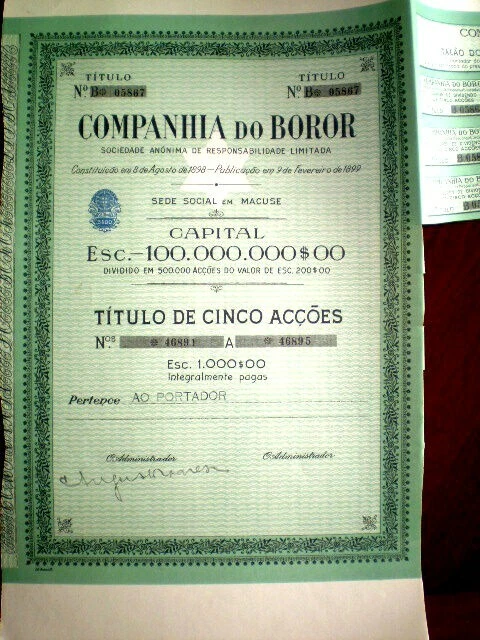 TÍTULO
Nº B❊ 05867
TÍTULO
Nº B❊ 05867
COMPANHIA DO BOROR
SOCIEDADE ANÓNIMA DE RESPONSABILIDADE LIMITADA
Constituída em 8 de Agosto de 1898 - Publicação em 9 de Fevereiro de 1899
SEDE SOCIAL EM MACUSE
CAPITAL
ESC.-100.000.000$00
DIVIDIDO EM 500.000 ACÇÕES DO VALOR DE ESC. 200$00
TÍTULO DE CINCO ACÇÕES
Nos ❊ 46891 A ❊ 46895
Esc. 1.000$00
Integralmente pagas
Pertence AO PORTADOR
O Administrador
O Administrador